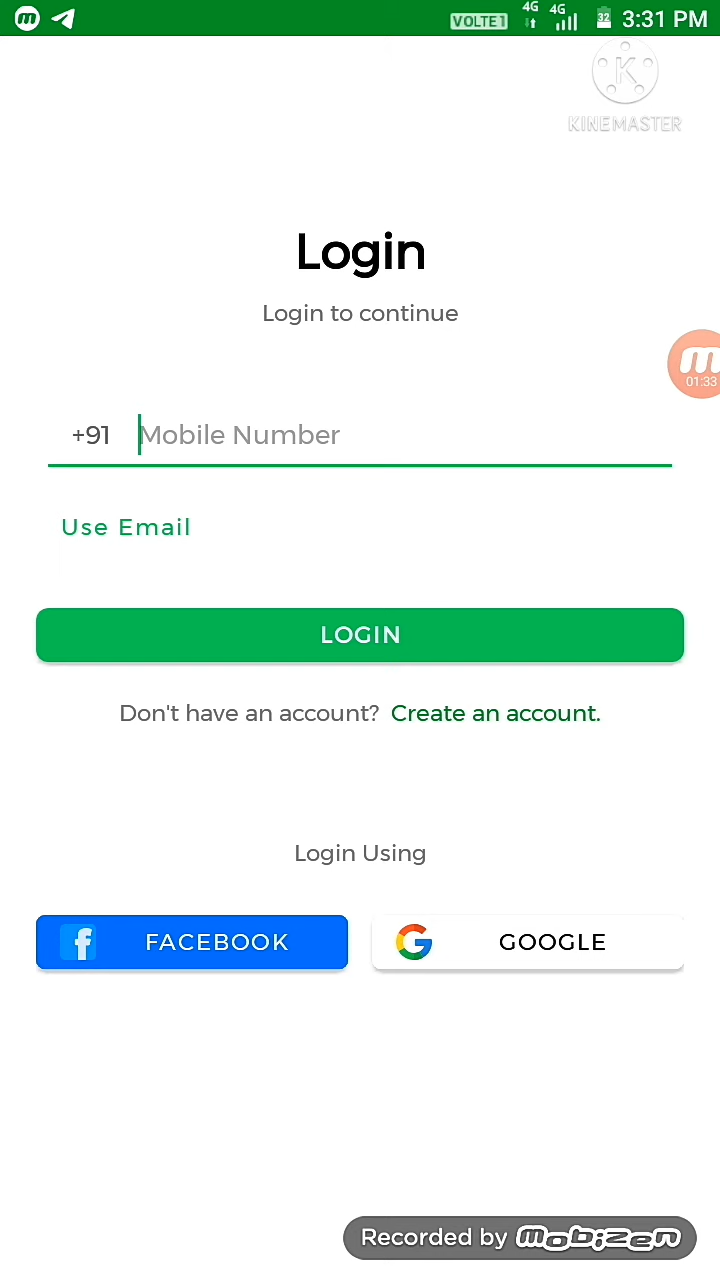 m VOLTE1 4G 4G 32 3:31 PM
K
KINEMASTER
Login
Login to continue
m
01:33
+91 Mobile Number
Use Email
LOGIN
Don't have an account? Create an account.
Login Using
f FACEBOOK G GOOGLE
Recorded by mobizen